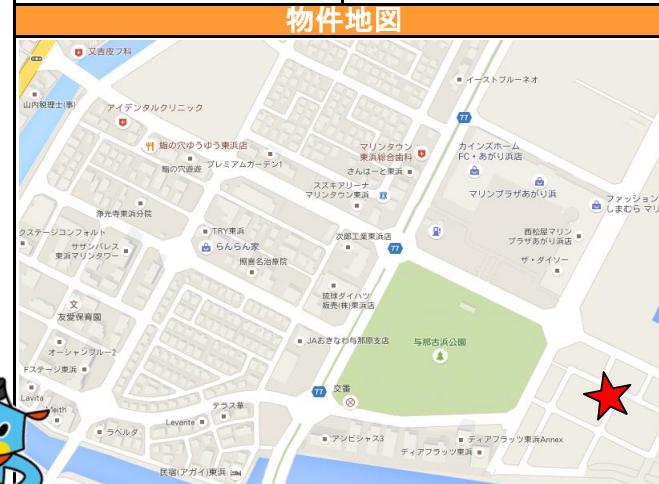 物件地図
又吉皮フ科
イーストブルーネオ
山内税理士(事)
アイデンタルクリニック
77
鮨の穴ゆうゆう東浜店
鮨の穴遊遊
プレミアムガーデン1
マリンタウン
東浜総合歯科
さんはーと東浜
スズキアリーナ
マリンタウン東浜
カインズホーム
FC・あがり浜店
マリンプラザあがり浜
ファッション
しまむら マリ
浄光寺東浜分院
クステージコンフォルト
ササンパレス
東浜マリンタワー
TRY東浜
らんらん家
照喜名治療院
次郎工業東浜店
77
西松屋マリン
プラザあがり浜店
ザ・ダイソー
琉球ダイハツ
販売(株)東浜店
文
友愛保育園
JAおきなわ与那原支店
与那古浜公園
オーシャンブルー2
Fステージ東浜
77
交番
Lavita
Meith
テラス華
Levante
ラベルダ
アンビシャス3
ティアフラッツ東浜Annex
ティアフラッツ東浜
民宿(アガイ)東浜